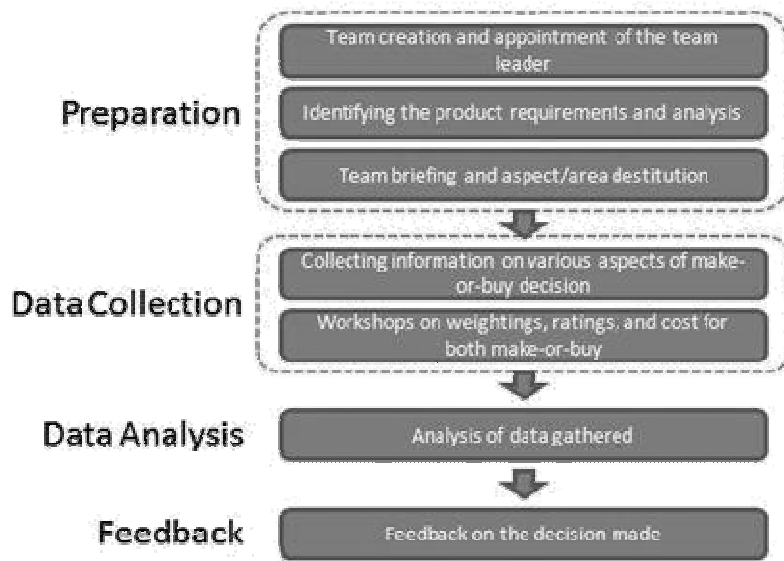 Preparation
Team creation and appointment of the team
leader
Identifying the product requirements and analysis
Team briefing and aspect/area destitution
Data Collection
Collecting information on various aspects of make-
or-buy decision
Workshops on weightings, ratings, and cost for
both make-or-buy
Data Analysis
Analysis of data gathered
Feedback
Feedback on the decision made